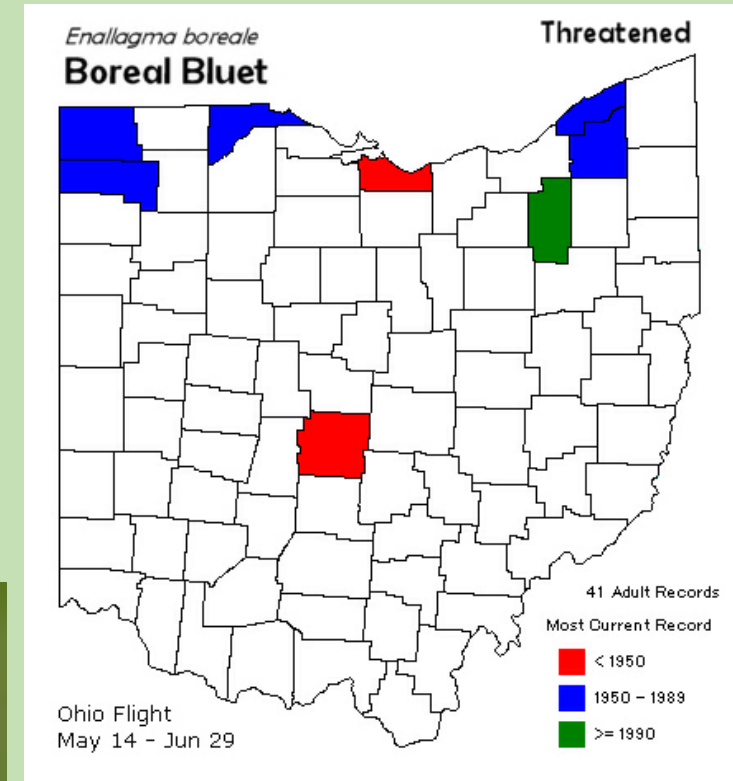 Enallagma boreale
Threatened
Boreal Bluet
41 Adult Records
Most Current Record
< 1950
1950 - 1989
>= 1990
Ohio Flight
May 14 - Jun 29